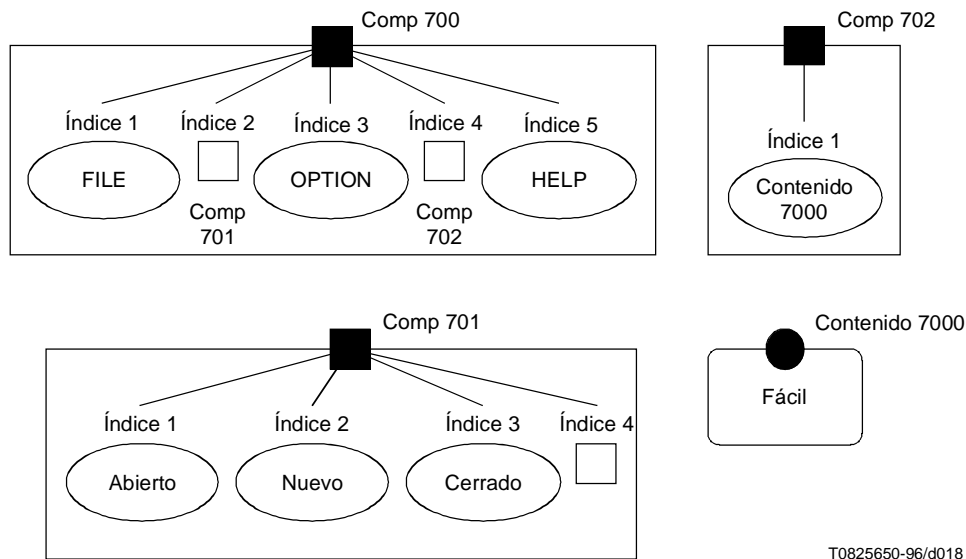 Comp 700
Comp 702
Índice 1
Índice 2
Índice 3
Índice 4
Índice 5
FILE
OPTION
HELP
Comp
701
Comp
702
Índice 1
Contenido
7000
Comp 701
Contenido 7000
Índice 1
Índice 2
Índice 3
Índice 4
Abierto
Nuevo
Cerrado
Fácil
T0825650-96/d018